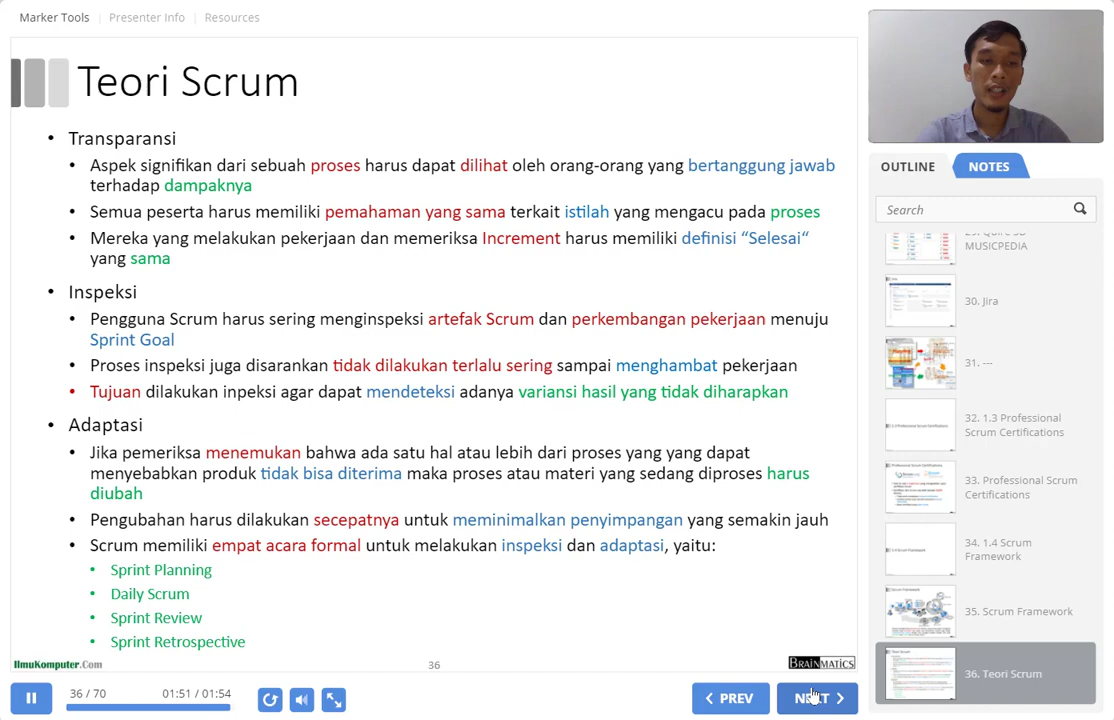 Marker Tools | Presenter Info | Resources
Teori Scrum
• Transparansi
• Aspek signifikan dari sebuah proses harus dapat dilihat oleh orang-orang yang bertanggung jawab
terhadap dampaknya
• Semua peserta harus memiliki pemahaman yang sama terkait istilah yang mengacu pada proses
• Mereka yang melakukan pekerjaan dan memeriksa Increment harus memiliki definisi “Selesai“
yang sama
• Inspeksi
• Pengguna Scrum harus sering menginspeksi artefak Scrum dan perkembangan pekerjaan menuju
Sprint Goal
• Proses inspeksi juga disarankan tidak dilakukan terlalu sering sampai menghambat pekerjaan
• Tujuan dilakukan inpeksi agar dapat mendeteksi adanya variansi hasil yang tidak diharapkan
• Adaptasi
• Jika pemeriksa menemukan bahwa ada satu hal atau lebih dari proses yang yang dapat
menyebabkan produk tidak bisa diterima maka proses atau materi yang sedang diproses harus
diubah
• Pengubahan harus dilakukan secepatnya untuk meminimalkan penyimpangan yang semakin jauh
• Scrum memiliki empat acara formal untuk melakukan inspeksi dan adaptasi, yaitu:
• Sprint Planning
• Daily Scrum
• Sprint Review
• Sprint Retrospective
IlmuKomputer.Com
36
BRAINMATICS
36 / 70
01:51 / 01:54
PREV
NEXT
OUTLINE
NOTES
Search
MUSICPEDIA
30. Jira
31. ---
32. 1.3 Professional
Scrum Certifications
33. Professional Scrum
Certifications
34. 1.4 Scrum
Framework
35. Scrum Framework
36. Teori Scrum